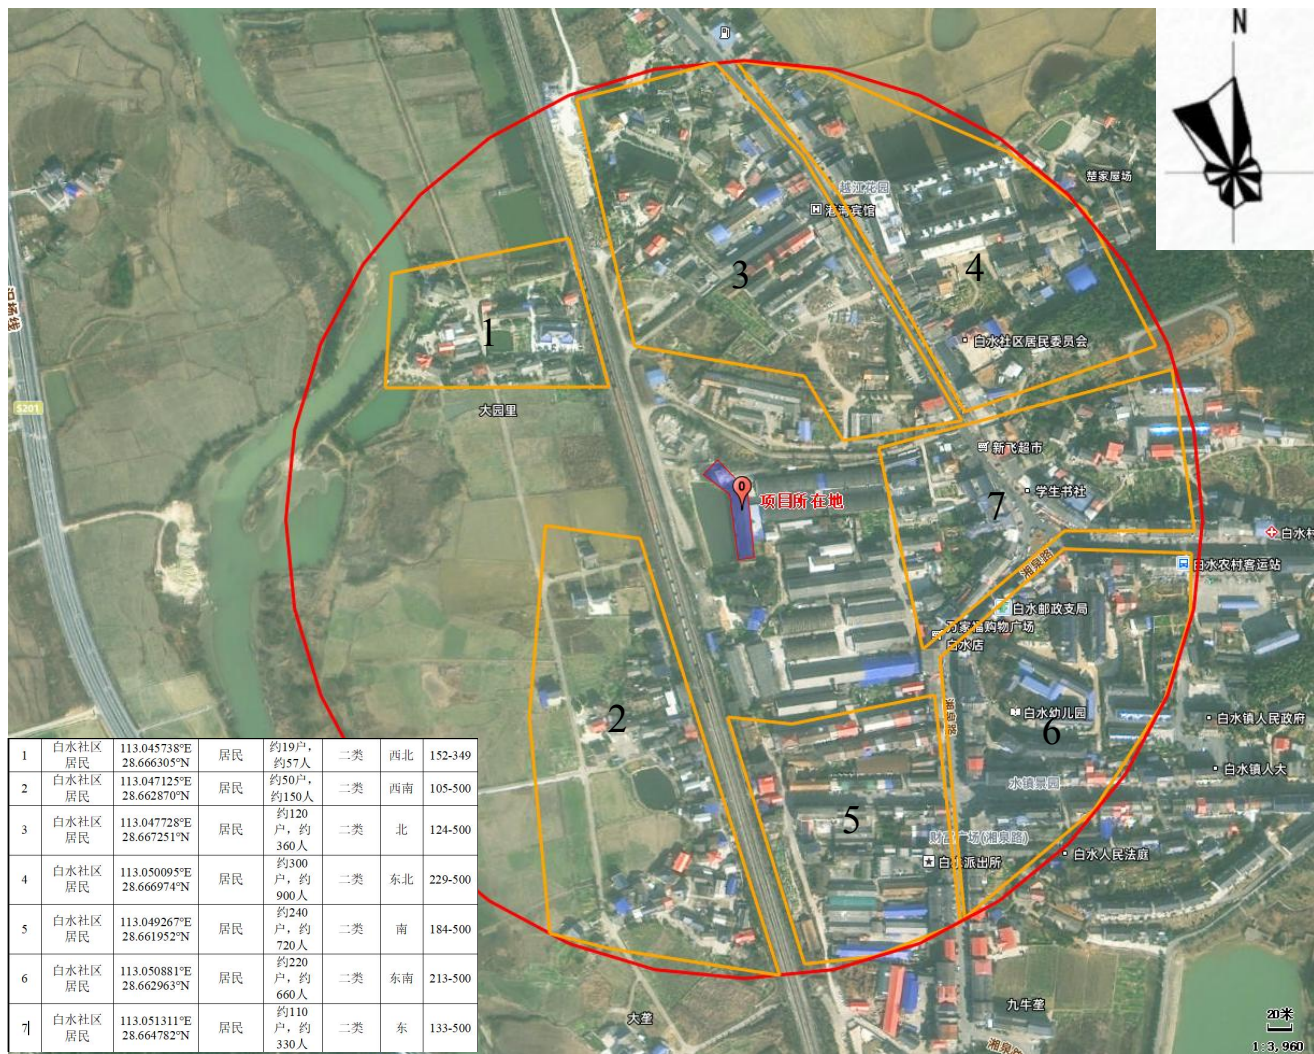 N
越江花园
楚家屋场
H 港湾宾馆
3
4
沿杨线
1
白水社区居民委员会
S201
大园里
新飞超市
0
项目所在地
学生书社
7
白水村
湘泉路
白水农村客运站
白水邮政支局
万家福购物广场
白水店
2
湘泉路
白水幼儿园
白水镇人民政府
6
白水镇人大
水镇景园
5
财富广场(湘泉路)
白水人民法庭
白水派出所
九牛垄
大垄
湘泉路
20米
1:3,960
1 白水社区居民 113.045738°E 28.666305°N 居民 约19户，约57人 二类 西北 152-349
2 白水社区居民 113.047125°E 28.662870°N 居民 约50户，约150人 二类 西南 105-500
3 白水社区居民 113.047728°E 28.667251°N 居民 约120户，约360人 二类 北 124-500
4 白水社区居民 113.050095°E 28.666974°N 居民 约300户，约900人 二类 东北 229-500
5 白水社区居民 113.049267°E 28.661952°N 居民 约240户，约720人 二类 南 184-500
6 白水社区居民 113.050881°E 28.662963°N 居民 约220户，约660人 二类 东南 213-500
7 白水社区居民 113.051311°E 28.664782°N 居民 约110户，约330人 二类 东 133-500